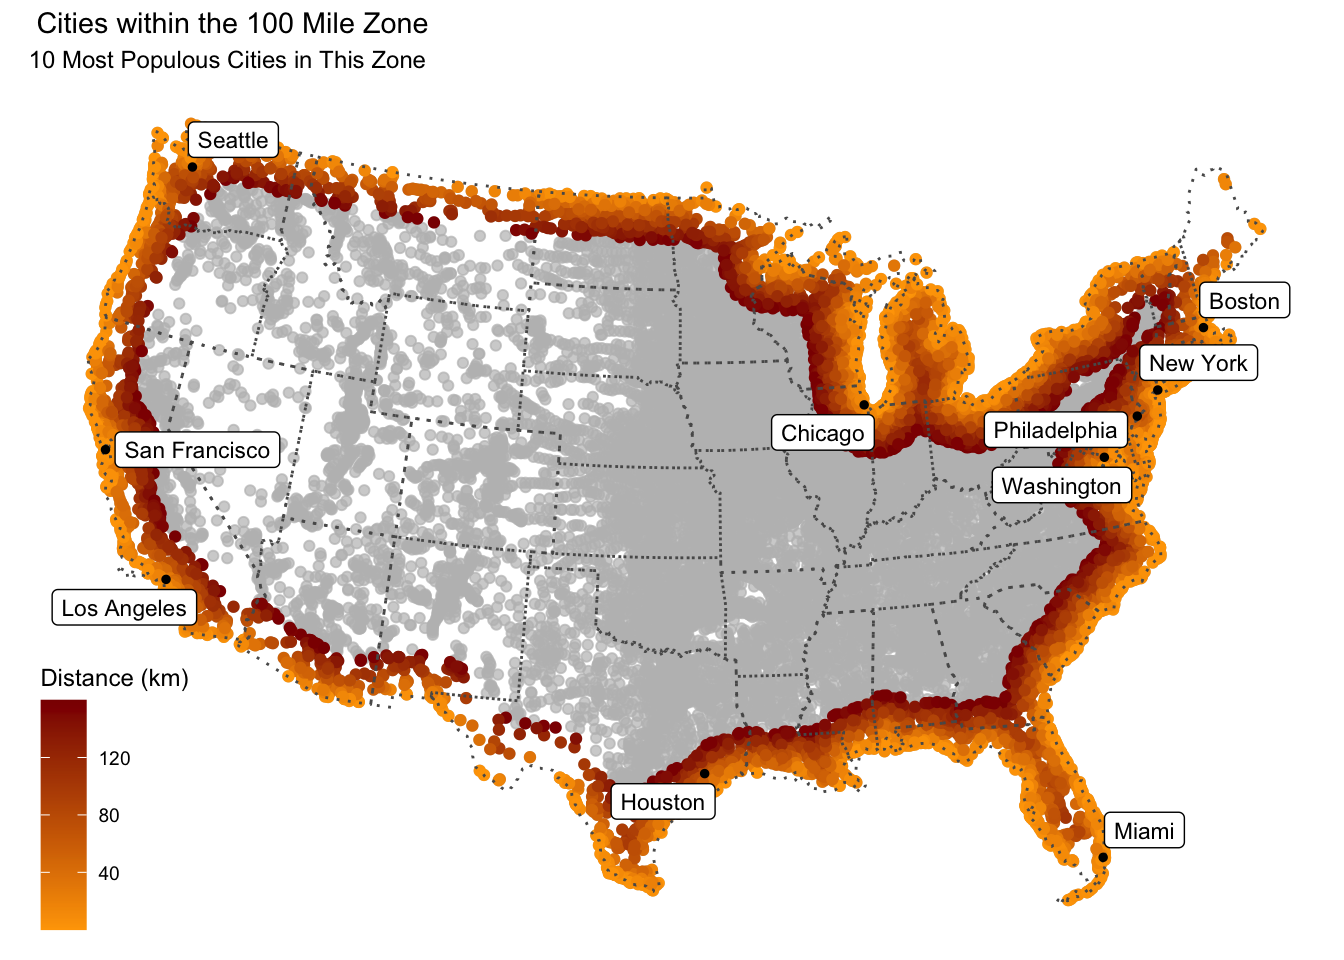 Cities within the 100 Mile Zone
10 Most Populous Cities in This Zone
Seattle
Boston
New York
Chicago
Philadelphia
San Francisco
Washington
Los Angeles
Distance (km)
120
80
40
Houston
Miami